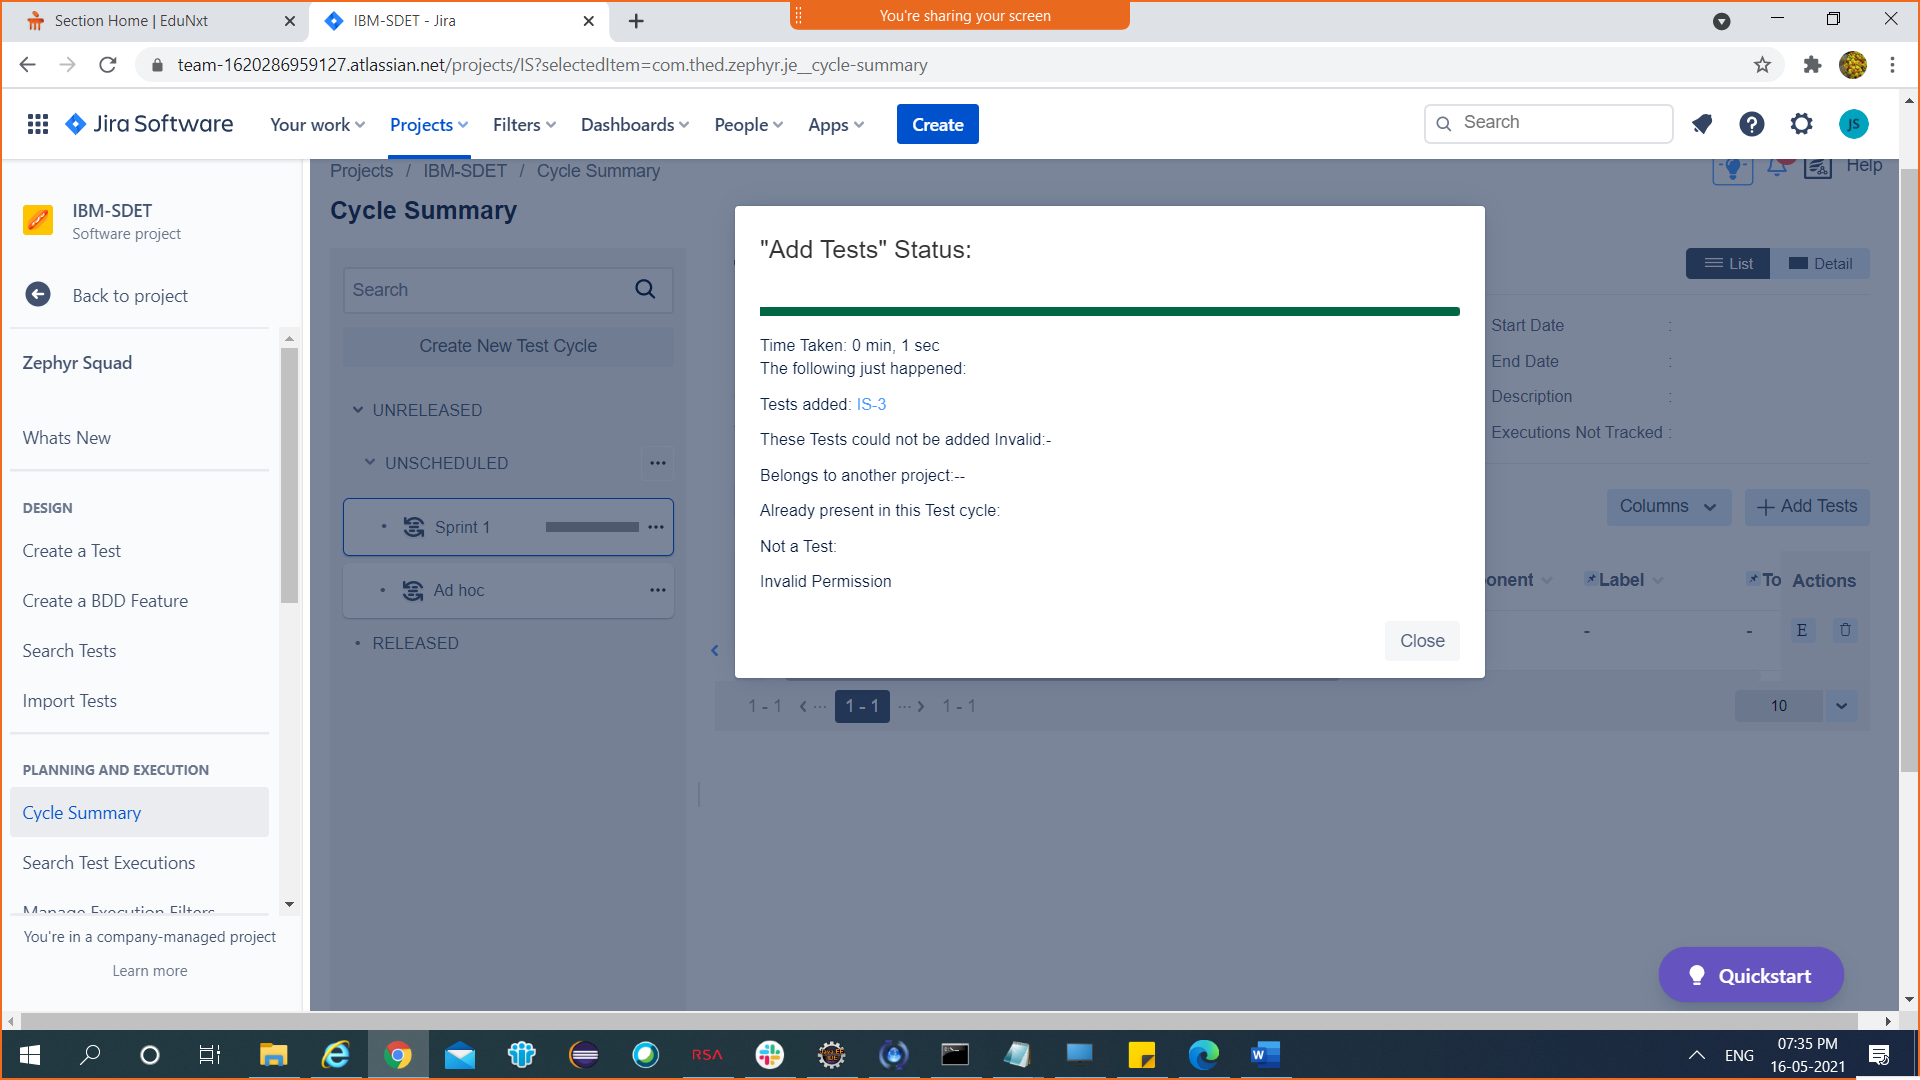 Section Home | EduNxt
IBM-SDET - Jira
You're sharing your screen
team-1620286959127.atlassian.net/projects/IS?selectedItem=com.thed.zephyr.je__cycle-summary
Jira Software
Your work
Projects
Filters
Dashboards
People
Apps
Create
Search
JS
IBM-SDET
Software project
Back to project
Zephyr Squad
Whats New
DESIGN
Create a Test
Create a BDD Feature
Search Tests
Import Tests
PLANNING AND EXECUTION
Cycle Summary
Search Test Executions
Manage Execution Filters
You're in a company-managed project
Learn more
Projects / IBM-SDET / Cycle Summary
Help
Cycle Summary
Search
Create New Test Cycle
UNRELEASED
UNSCHEDULED
Sprint 1
Ad hoc
RELEASED
"Add Tests" Status:
Time Taken: 0 min, 1 sec
The following just happened:
Tests added: IS-3
These Tests could not be added Invalid:-
Belongs to another project:--
Already present in this Test cycle:
Not a Test:
Invalid Permission
Close
List
Detail
Start Date :
End Date :
Description :
Executions Not Tracked :
Columns
+ Add Tests
onent
Label
To
Actions
- - E
1 - 1 ‹ ··· 1 - 1 ··· › 1 - 1
10
Quickstart
RSA
ENG
07:35 PM
16-05-2021